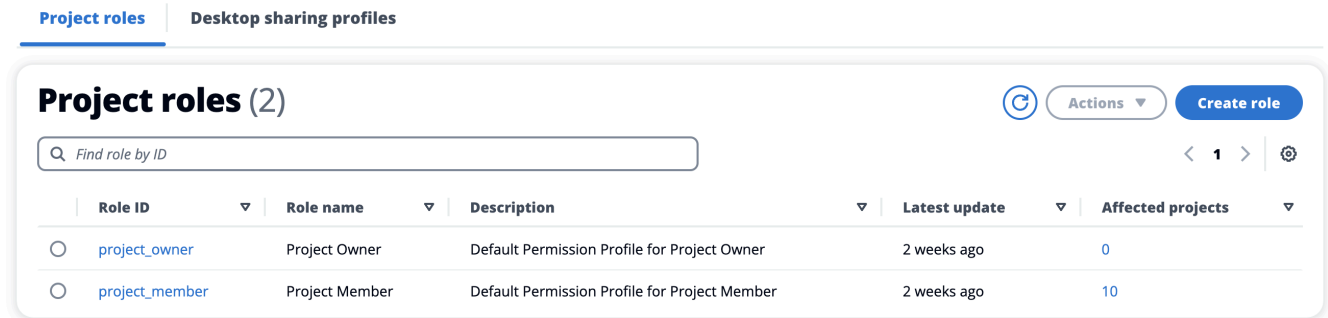 Project roles Desktop sharing profiles
Project roles (2) Actions Create role
Find role by ID 1
Role ID Role name Description Latest update Affected projects
project_owner Project Owner Default Permission Profile for Project Owner 2 weeks ago 0
project_member Project Member Default Permission Profile for Project Member 2 weeks ago 10